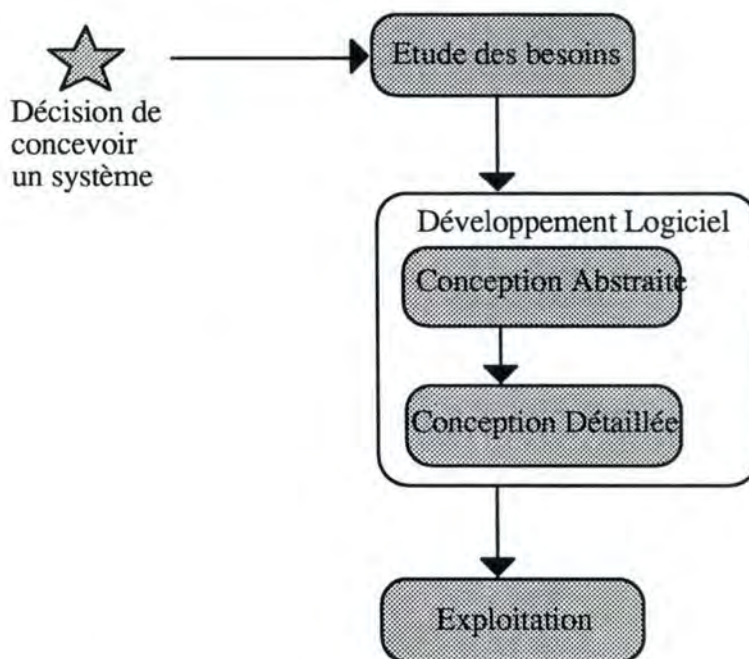 Etude des besoins
Décision de
concevoir
un système
Développement Logiciel
Conception Abstraite
Conception Détaillée
Exploitation